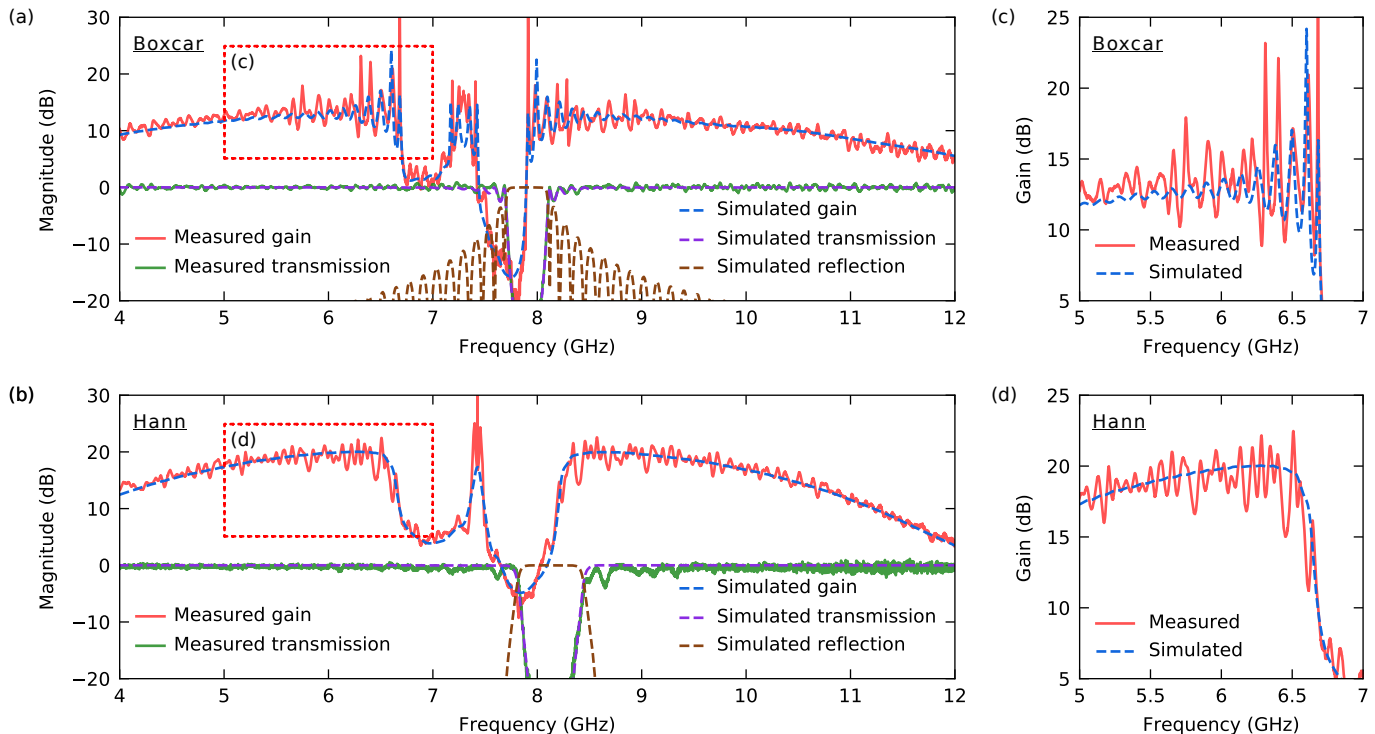 (a)
Boxcar
(c)
Magnitude (dB)
30
20
10
0
−10
−20
Measured gain
Measured transmission
Simulated gain
Simulated transmission
Simulated reflection
4 5 6 7 8 9 10 11 12
Frequency (GHz)
(c)
Boxcar
Gain (dB)
25
20
15
10
5
Measured
Simulated
5 5.5 6 6.5 7
Frequency (GHz)
(b)
Hann
(d)
Magnitude (dB)
30
20
10
0
−10
−20
Measured gain
Measured transmission
Simulated gain
Simulated transmission
Simulated reflection
4 5 6 7 8 9 10 11 12
Frequency (GHz)
(d)
Hann
Gain (dB)
25
20
15
10
5
Measured
Simulated
5 5.5 6 6.5 7
Frequency (GHz)